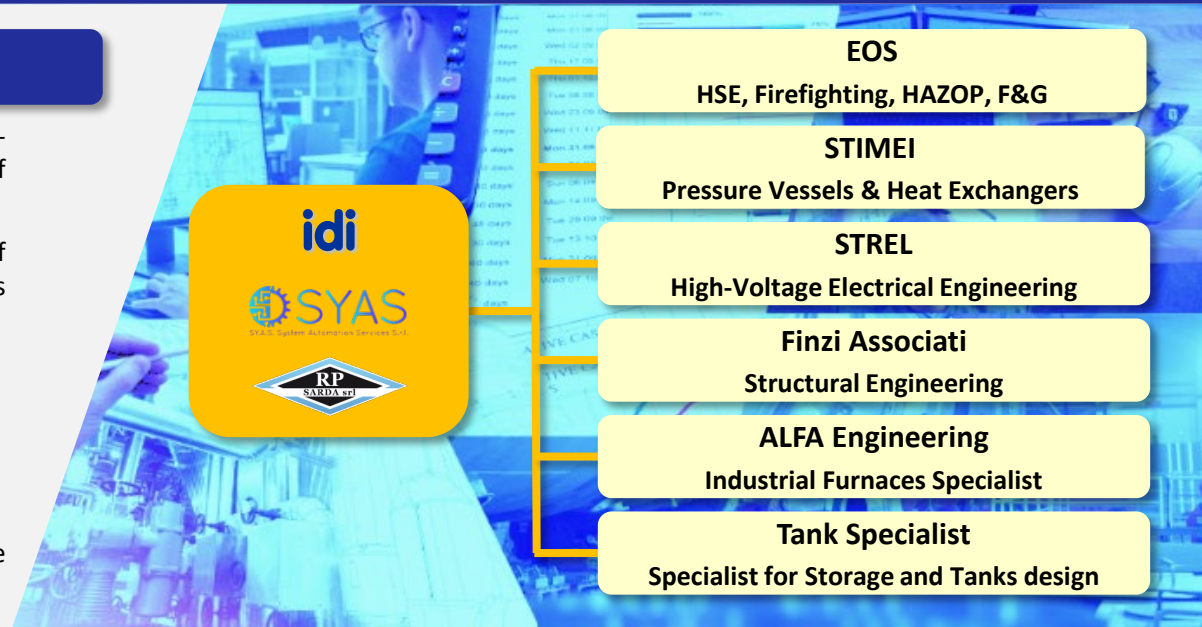 f
f
s
e
idi
SYAS
SY.A.S. System Automation Services S.r.l.
RP
SARDA srl
EOS
HSE, Firefighting, HAZOP, F&G
STIMEI
Pressure Vessels & Heat Exchangers
STREL
High-Voltage Electrical Engineering
Finzi Associati
Structural Engineering
ALFA Engineering
Industrial Furnaces Specialist
Tank Specialist
Specialist for Storage and Tanks design